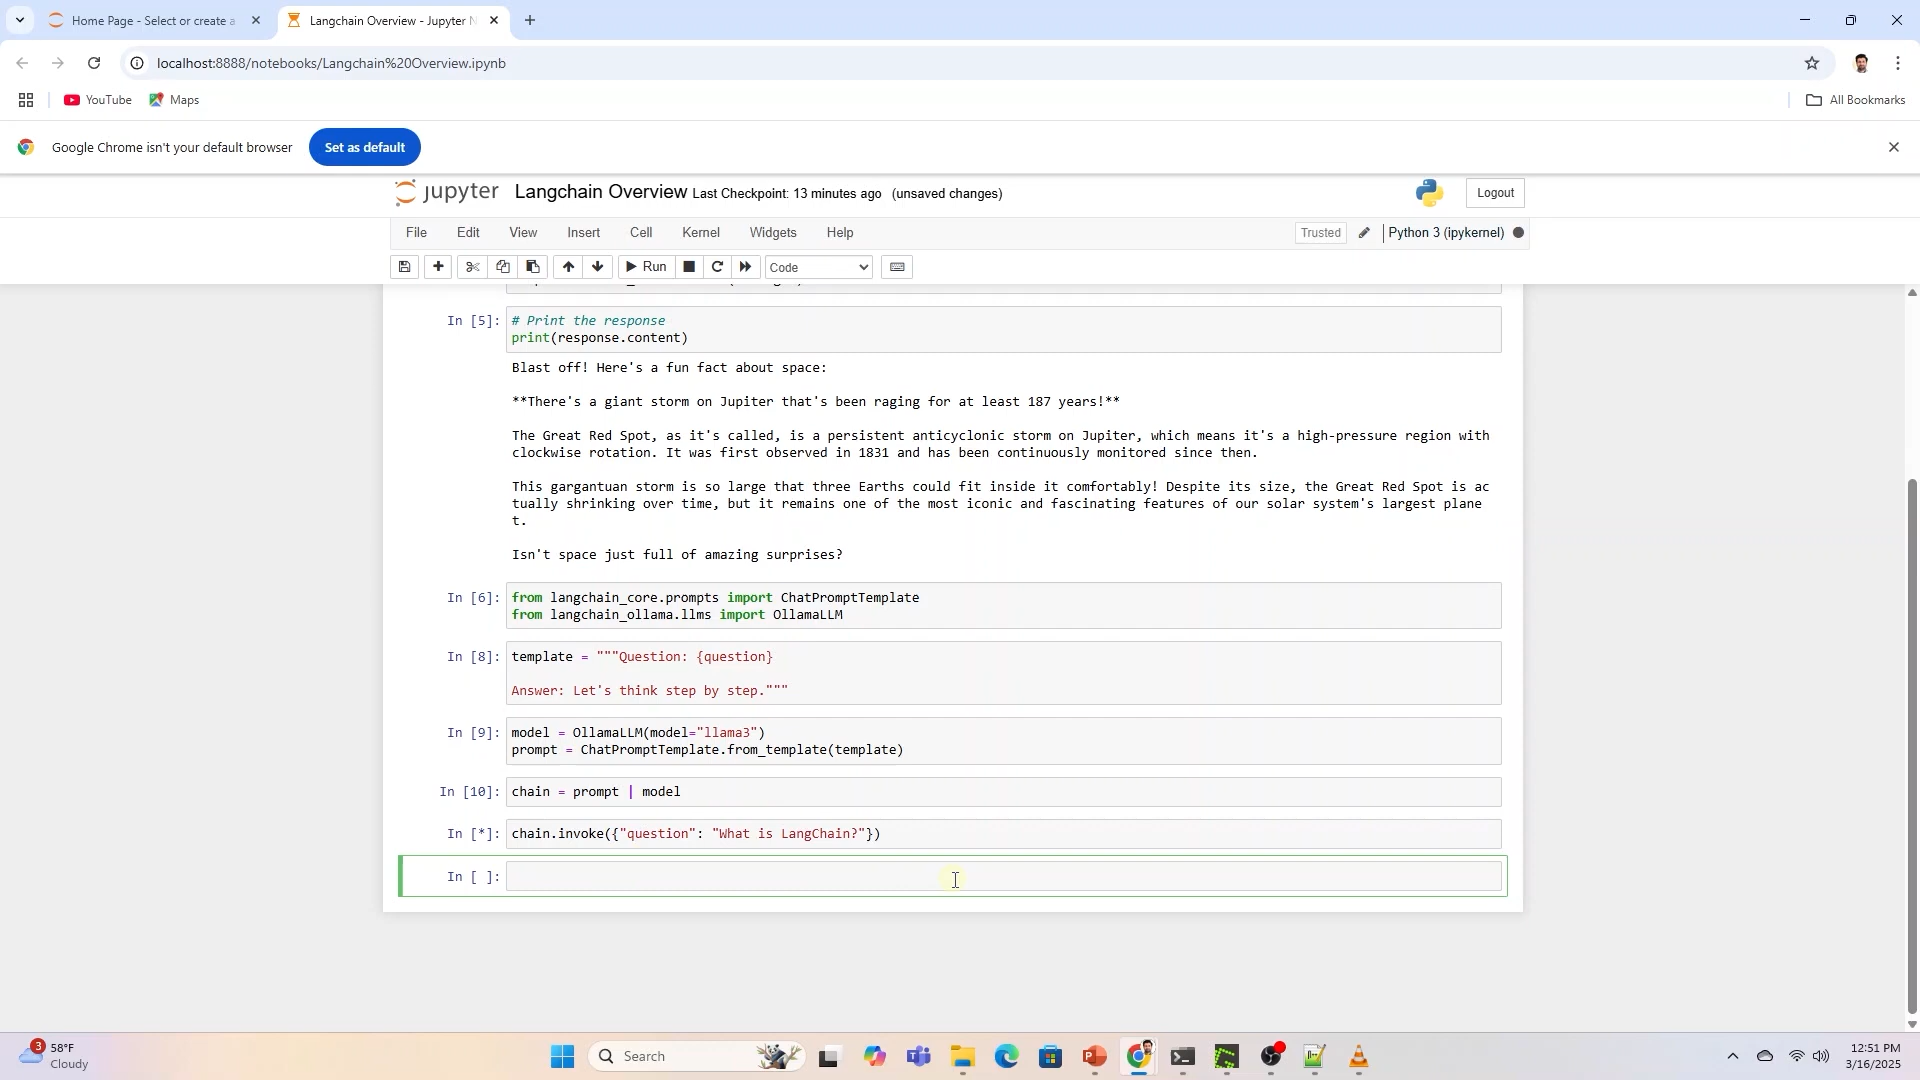 Home Page - Select or create a
Langchain Overview - Jupyter N
localhost:8888/notebooks/Langchain%20Overview.ipynb
YouTube
Maps
All Bookmarks
Google Chrome isn't your default browser
Set as default
jupyter
Langchain Overview Last Checkpoint: 13 minutes ago (unsaved changes)
Logout
File
Edit
View
Insert
Cell
Kernel
Widgets
Help
Trusted
Python 3 (ipykernel)
Run
Code
In [5]:
# Print the response
print(response.content)
Blast off! Here's a fun fact about space:
**There's a giant storm on Jupiter that's been raging for at least 187 years!**
The Great Red Spot, as it's called, is a persistent anticyclonic storm on Jupiter, which means it's a high-pressure region with
clockwise rotation. It was first observed in 1831 and has been continuously monitored since then.
This gargantuan storm is so large that three Earths could fit inside it comfortably! Despite its size, the Great Red Spot is ac
tually shrinking over time, but it remains one of the most iconic and fascinating features of our solar system's largest plane
t.
Isn't space just full of amazing surprises?
In [6]:
from langchain_core.prompts import ChatPromptTemplate
from langchain_ollama.llms import OllamaLLM
In [8]:
template = """Question: {question}
Answer: Let's think step by step."""
In [9]:
model = OllamaLLM(model="llama3")
prompt = ChatPromptTemplate.from_template(template)
In [10]:
chain = prompt | model
In [*]:
chain.invoke({"question": "What is LangChain?"})
In [ ]:
3
58°F
Cloudy
Search
12:51 PM
3/16/2025